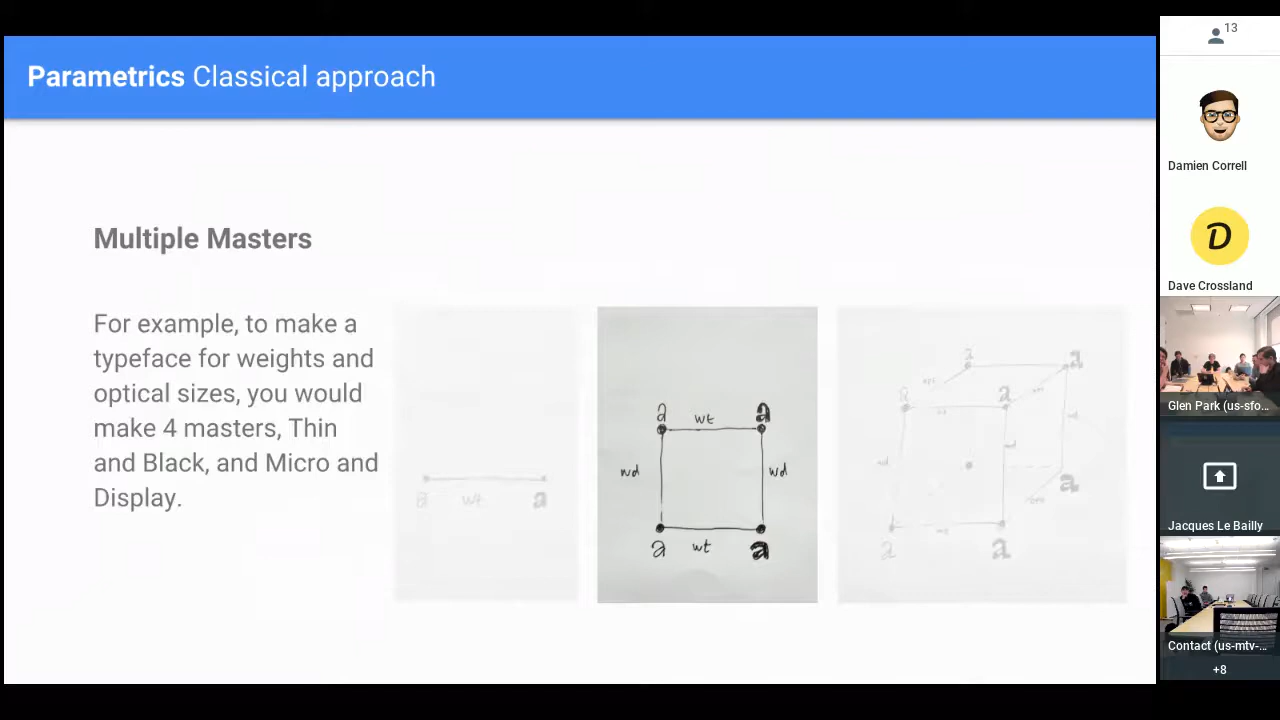 Parametrics Classical approach
Multiple Masters
For example, to make a
typeface for weights and
optical sizes, you would
make 4 masters, Thin
and Black, and Micro and
Display.
a wt a
a wt a
wd wd
a wt a
a a
a a
wd
a
a a
13
Damien Correll
D
Dave Crossland
Glen Park (us-sfo...
Jacques Le Bailly
Contact (us-mtv-...
+8